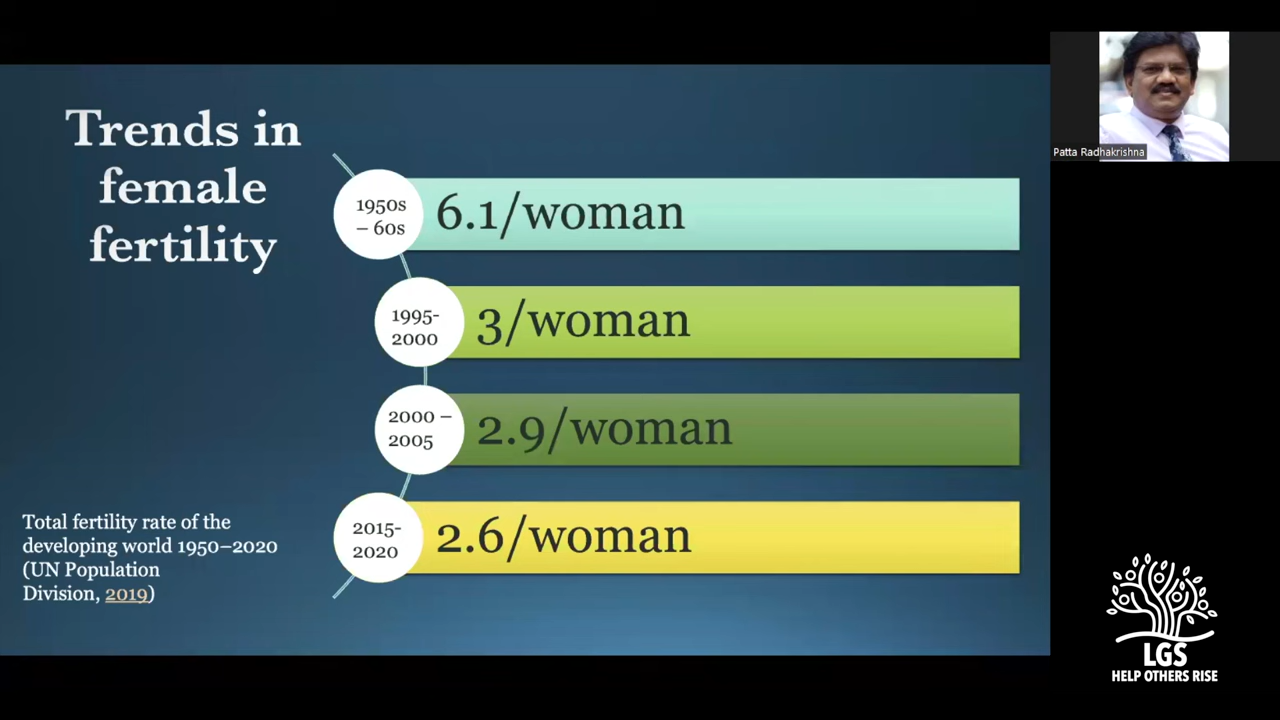 Trends in
female
fertility
1950s
– 60s
6.1/woman
1995-
2000
3/woman
2000 –
2005
2.9/woman
2015-
2020
2.6/woman
Total fertility rate of the
developing world 1950–2020
(UN Population
Division, 2019)
Patta Radhakrishna
LGS
HELP OTHERS RISE